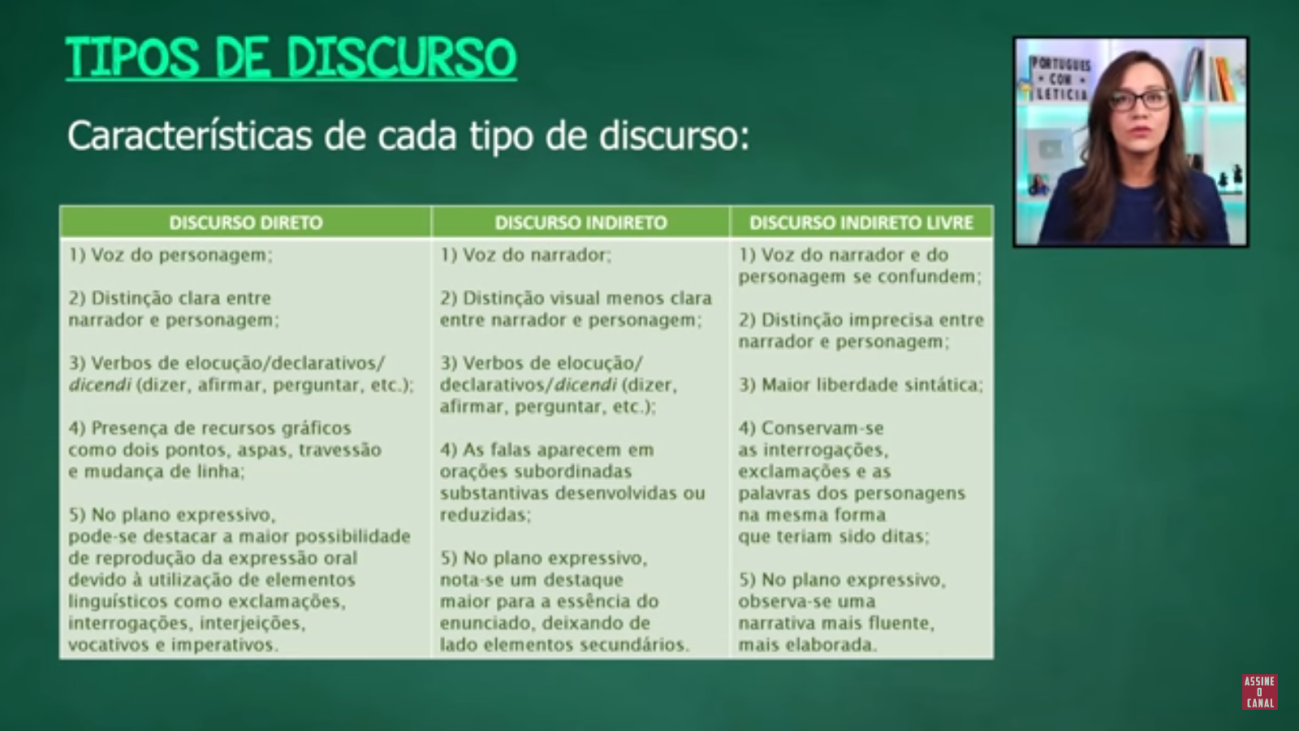 TIPOS DE DISCURSO
Características de cada tipo de discurso:
PORTUGUES
COM
LETICIA
DISCURSO DIRETO
1) Voz do personagem;
2) Distinção clara entre
narrador e personagem;
3) Verbos de elocução/declarativos/
dicendi (dizer, afirmar, perguntar, etc.);
4) Presença de recursos gráficos
como dois pontos, aspas, travessão
e mudança de linha;
5) No plano expressivo,
pode-se destacar a maior possibilidade
de reprodução da expressão oral
devido à utilização de elementos
linguísticos como exclamações,
interrogações, interjeições,
vocativos e imperativos.
DISCURSO INDIRETO
1) Voz do narrador;
2) Distinção visual menos clara
entre narrador e personagem;
3) Verbos de elocução/
declarativos/dicendi (dizer,
afirmar, perguntar, etc.);
4) As falas aparecem em
orações subordinadas
substantivas desenvolvidas ou
reduzidas;
5) No plano expressivo,
nota-se um destaque
maior para a essência do
enunciado, deixando de
lado elementos secundários.
DISCURSO INDIRETO LIVRE
1) Voz do narrador e do
personagem se confundem;
2) Distinção imprecisa entre
narrador e personagem;
3) Maior liberdade sintática;
4) Conservam-se
as interrogações,
exclamações e as
palavras dos personagens
na mesma forma
que teriam sido ditas;
5) No plano expressivo,
observa-se uma
narrativa mais fluente,
mais elaborada.
ASSINE
O
CANAL